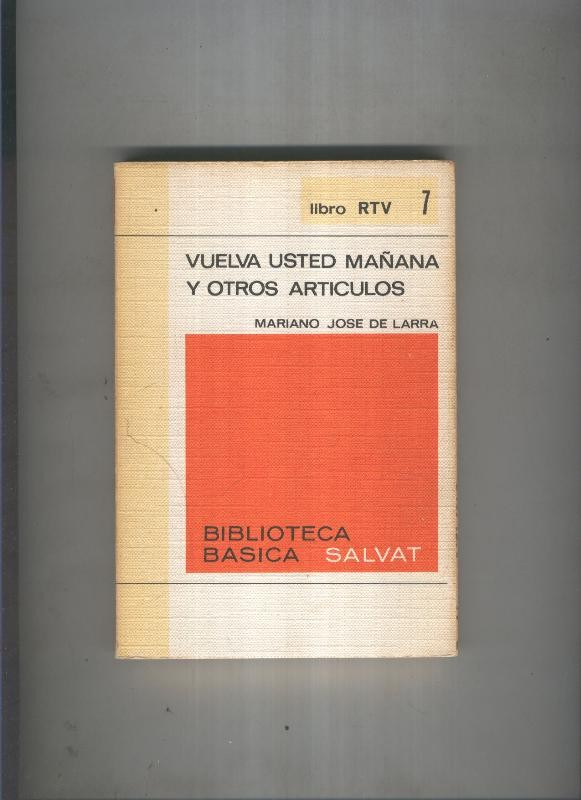 libro RTV 7
VUELVA USTED MAÑANA
Y OTROS ARTICULOS
MARIANO JOSE DE LARRA
BIBLIOTECA
BASICA SALVAT